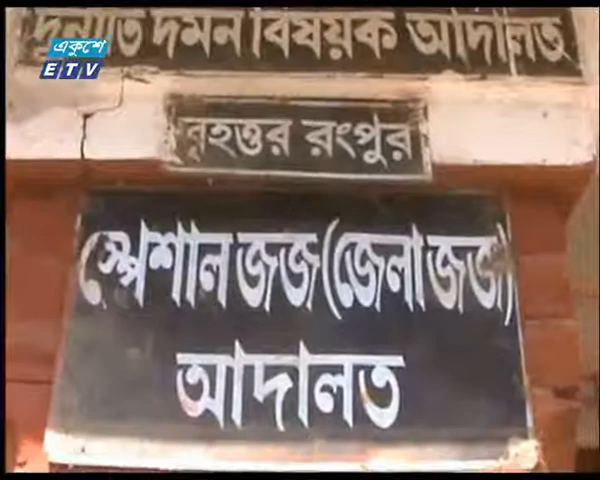 দুর্নীতি দমন বিষয়ক আদালত
একুশে
ETV
বৃহত্তর রংপুর
স্পেশাল জজ (জেলা জজ)
আদালত